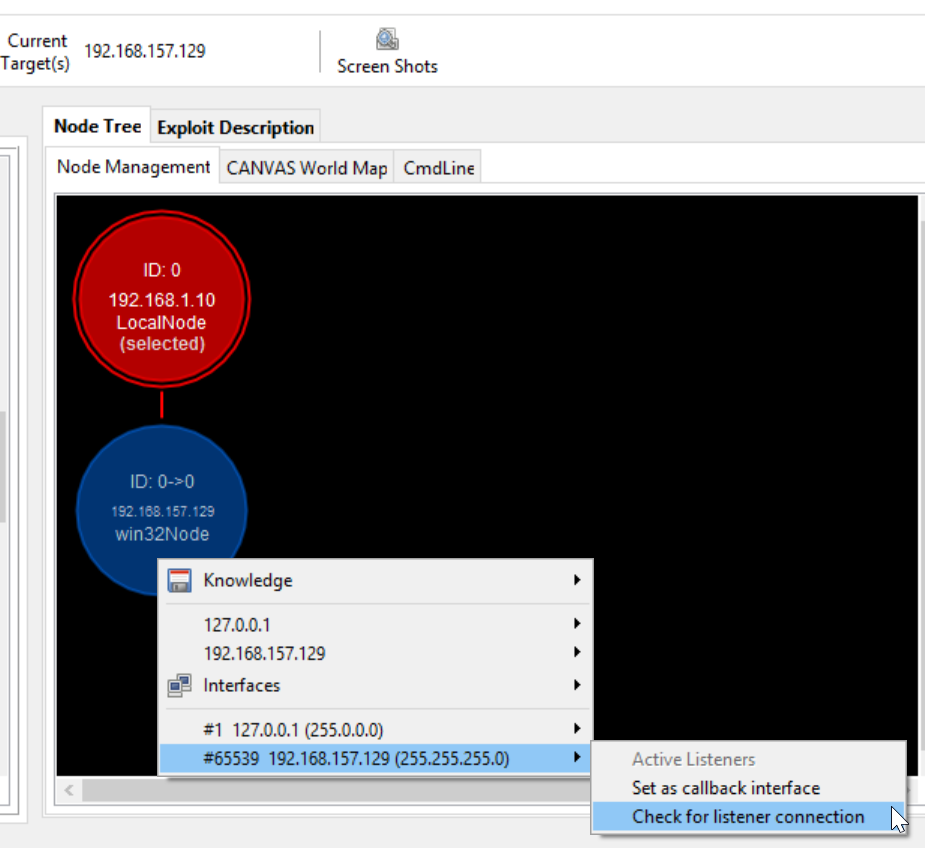 Current
Target(s)
192.168.157.129
Screen Shots
Node Tree
Exploit Description
Node Management
CANVAS World Map
CmdLine
ID: 0
192.168.1.10
LocalNode
(selected)
ID: 0->0
192.168.157.129
win32Node
Knowledge
127.0.0.1
192.168.157.129
Interfaces
#1 127.0.0.1 (255.0.0.0)
#65539 192.168.157.129 (255.255.255.0)
Active Listeners
Set as callback interface
Check for listener connection